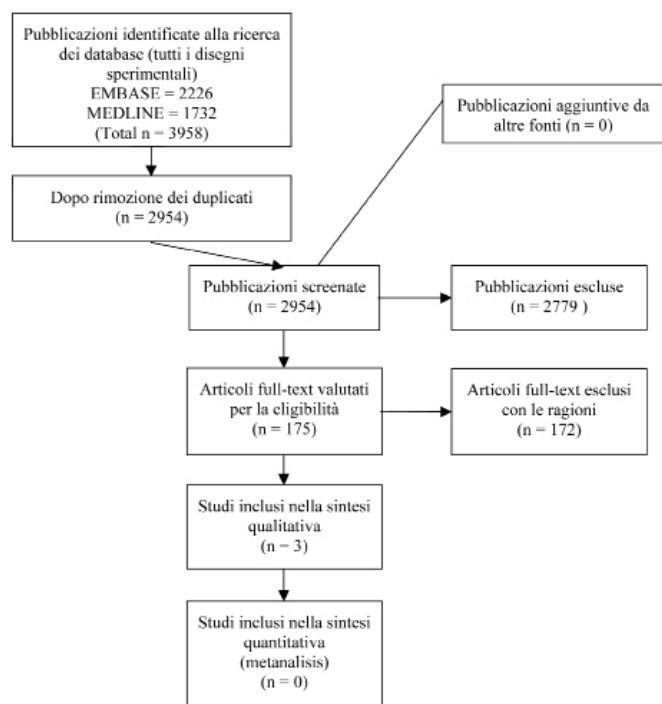 Pubblicazioni identificate alla ricerca
dei database (tutti i disegni
sperimentali)
EMBASE = 2226
MEDLINE = 1732
(Total n = 3958)
Pubblicazioni aggiuntive da
altre fonti (n = 0)
Dopo rimozione dei duplicati
(n = 2954)
Pubblicazioni screenate
(n = 2954)
Pubblicazioni escluse
(n = 2779 )
Articoli full-text valutati
per la eligibilità
(n = 175)
Articoli full-text esclusi
con le ragioni
(n = 172)
Studi inclusi nella sintesi
qualitativa
(n = 3)
Studi inclusi nella sintesi
quantitativa
(metanalisis)
(n = 0)